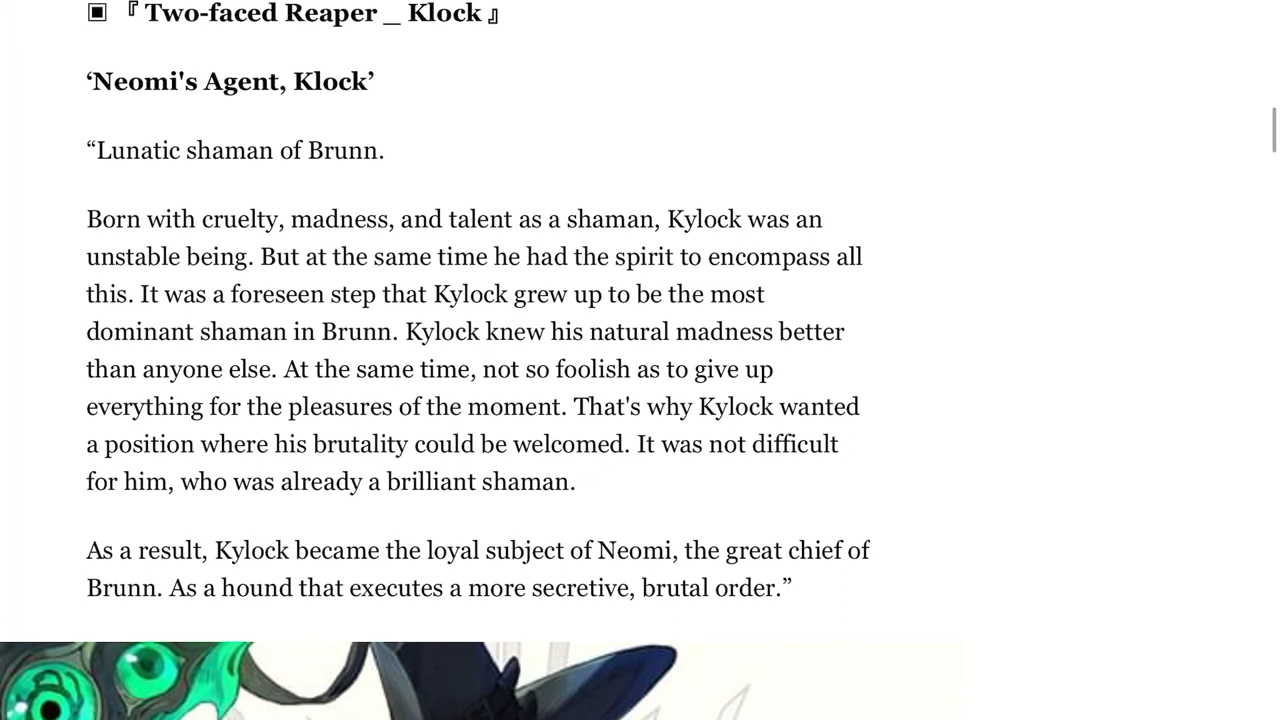 ▣ 『 Two-faced Reaper _ Klock 』
‘Neomi's Agent, Klock’
“Lunatic shaman of Brunn.
Born with cruelty, madness, and talent as a shaman, Kylock was an
unstable being. But at the same time he had the spirit to encompass all
this. It was a foreseen step that Kylock grew up to be the most
dominant shaman in Brunn. Kylock knew his natural madness better
than anyone else. At the same time, not so foolish as to give up
everything for the pleasures of the moment. That's why Kylock wanted
a position where his brutality could be welcomed. It was not difficult
for him, who was already a brilliant shaman.
As a result, Kylock became the loyal subject of Neomi, the great chief of
Brunn. As a hound that executes a more secretive, brutal order.”